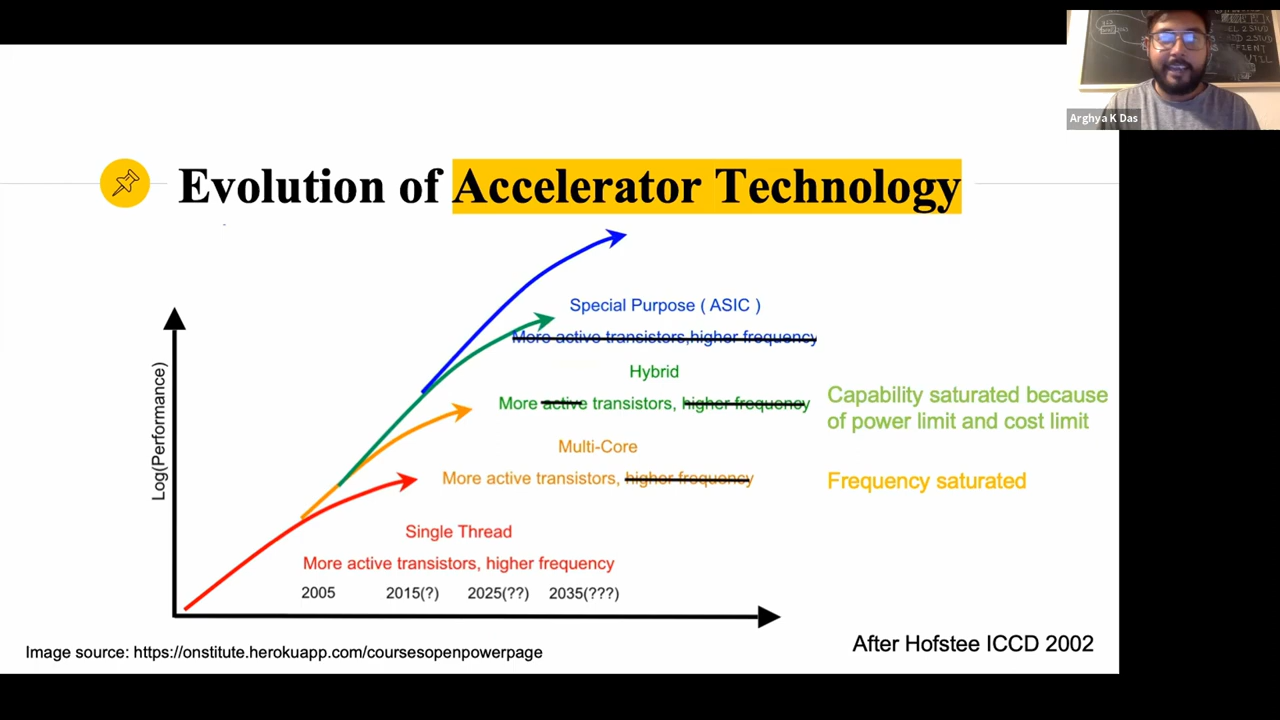 Arghya K Das
Evolution of Accelerator Technology
Special Purpose ( ASIC )
More active transistors,higher frequency
Hybrid
More active transistors, higher frequency
Capability saturated because
of power limit and cost limit
Multi-Core
More active transistors, higher frequency
Frequency saturated
Single Thread
More active transistors, higher frequency
2005 2015(?) 2025(??) 2035(???)
Log(Performance)
Image source: https://onstitute.herokuapp.com/coursesopenpowerpage
After Hofstee ICCD 2002